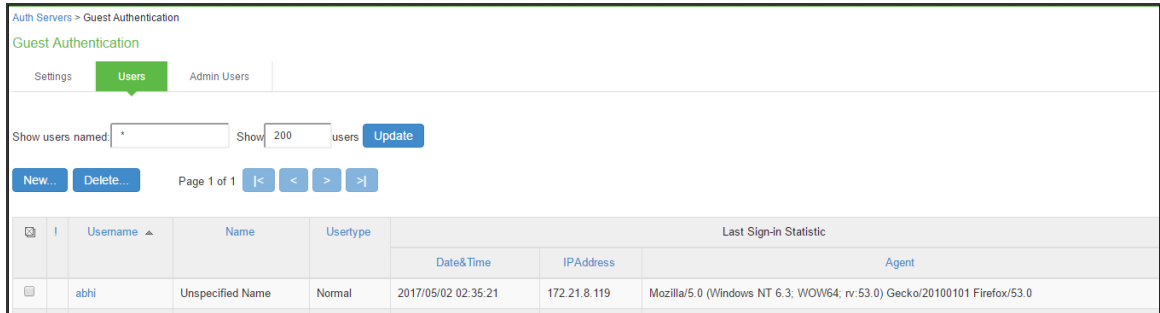 Auth Servers > Guest Authentication
Guest Authentication
Settings Users Admin Users
Show users named: * Show 200 users Update
New... Delete... Page 1 of 1 |< < > >|
! Username Name Usertype Last Sign-in Statistic
Date&Time IPAddress Agent
abhi Unspecified Name Normal 2017/05/02 02:35:21 172.21.8.119 Mozilla/5.0 (Windows NT 6.3; WOW64; rv:53.0) Gecko/20100101 Firefox/53.0